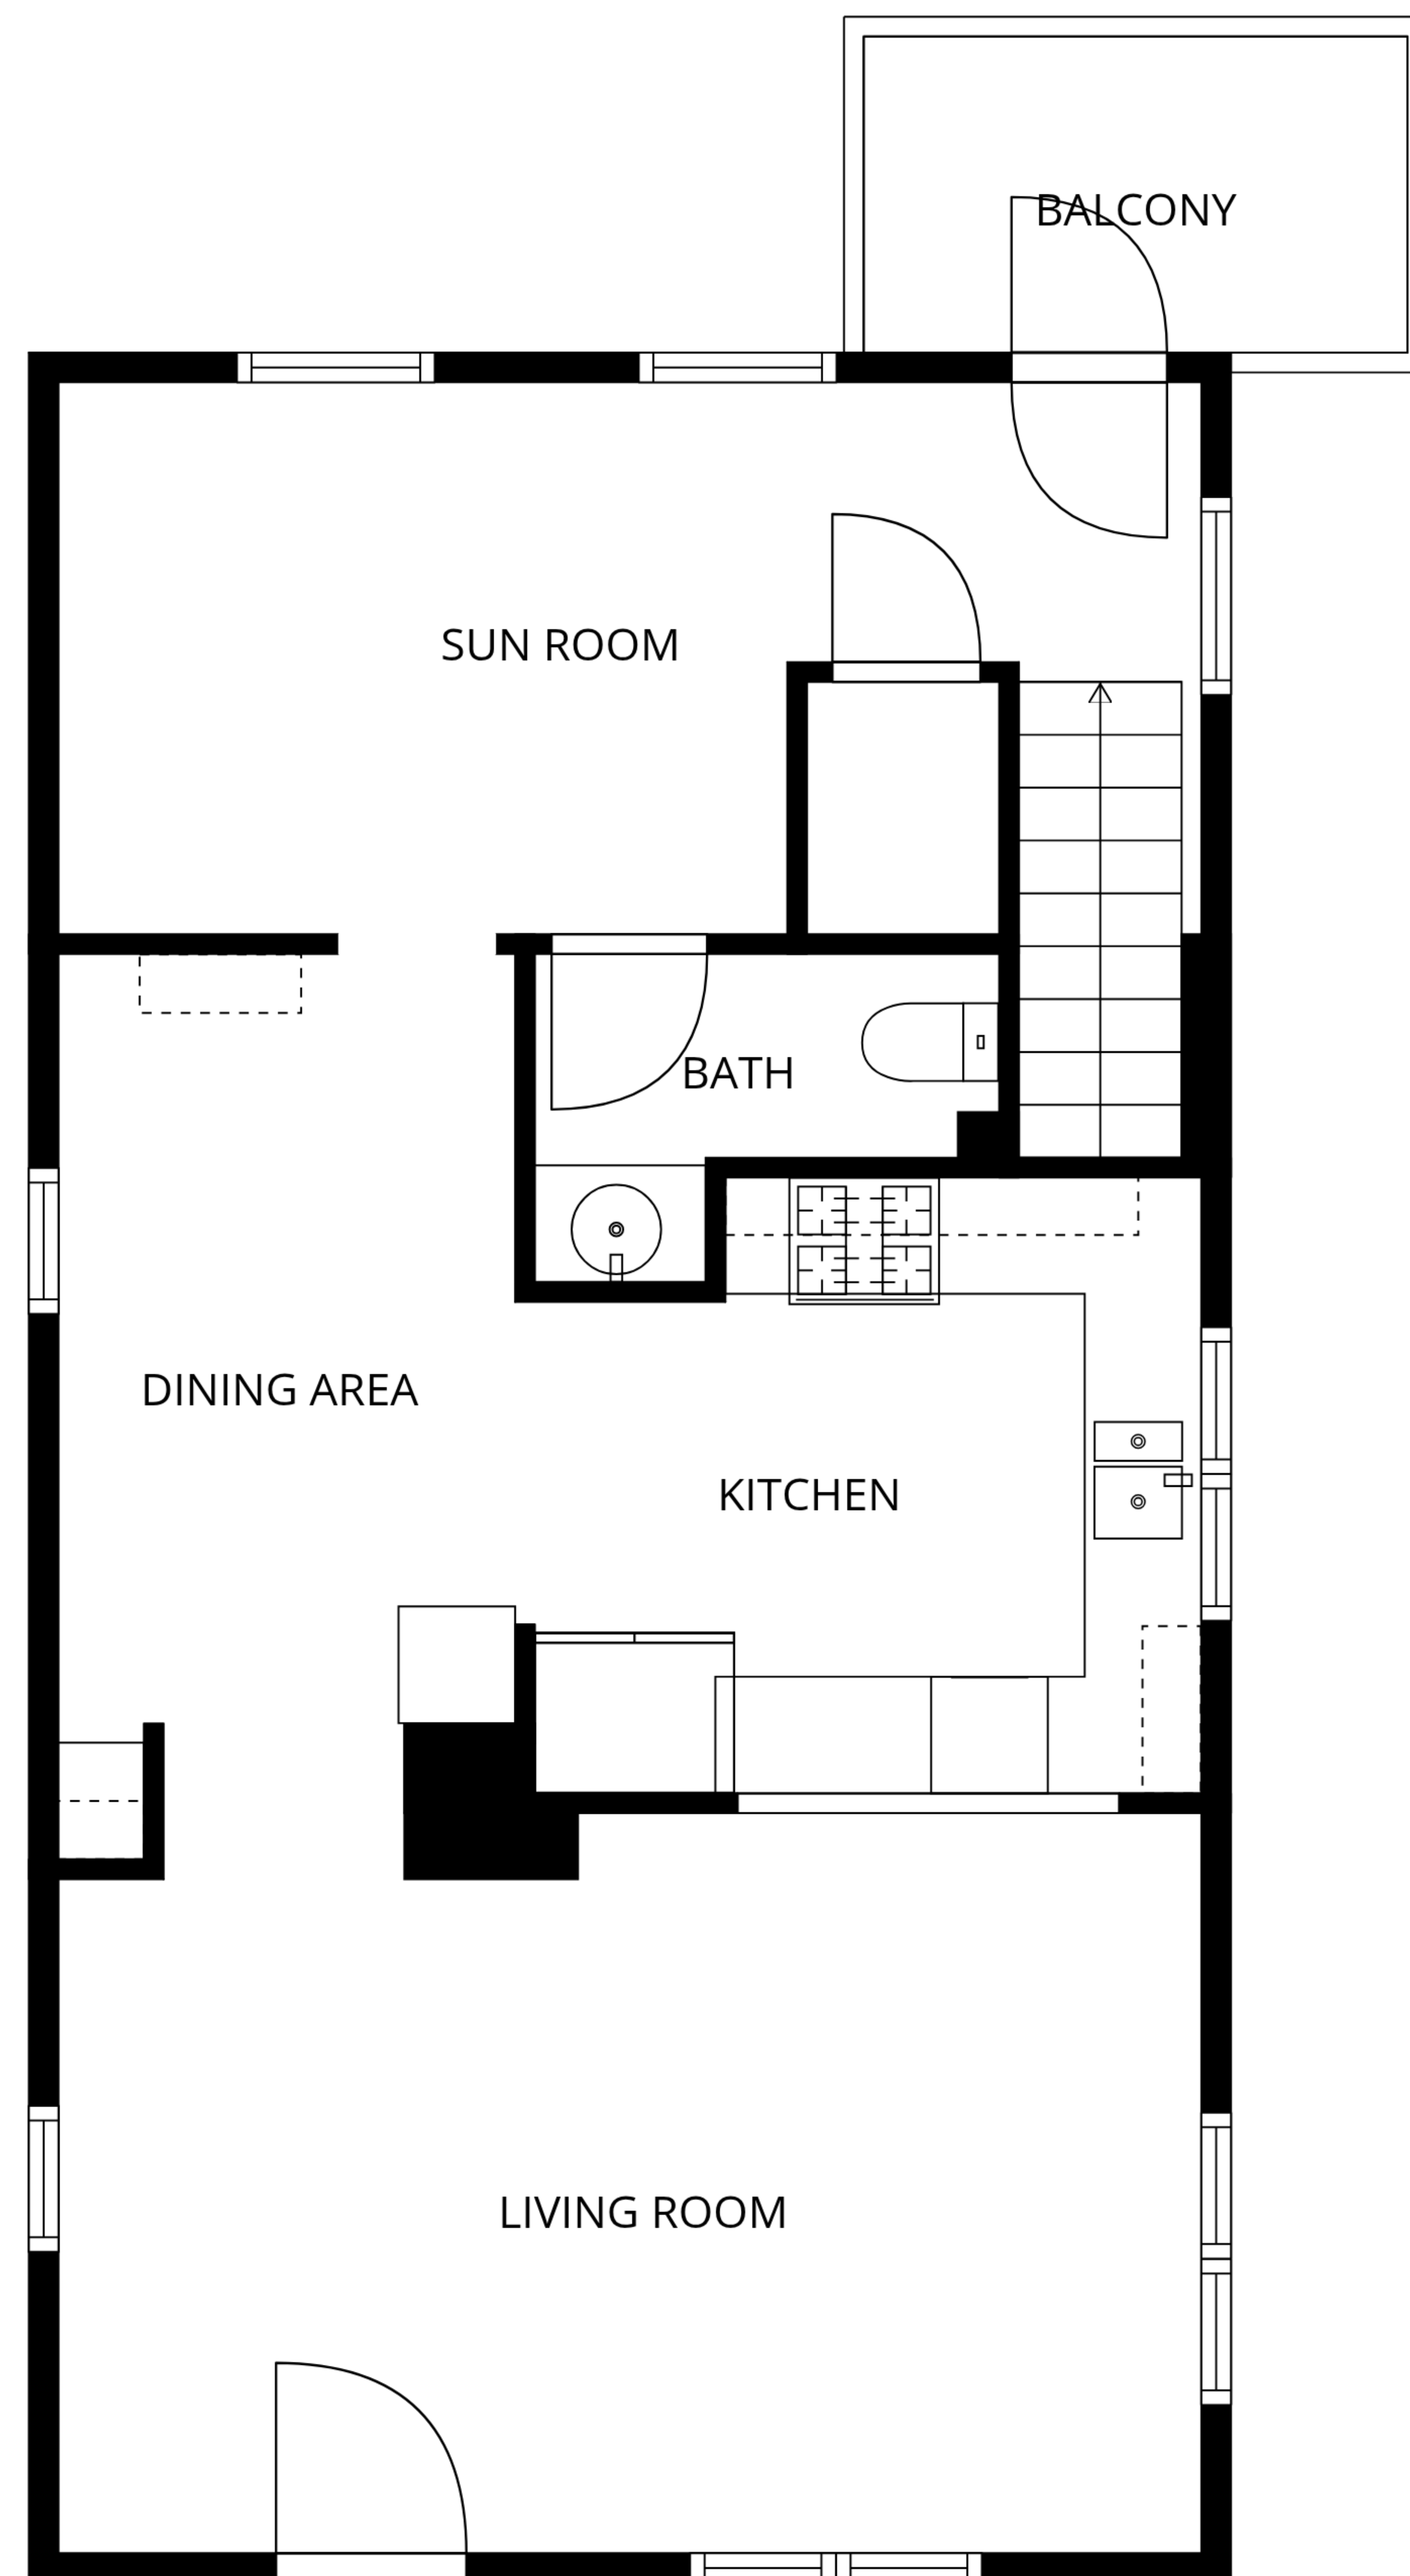 BALCONY
SUN ROOM
BATH
DINING AREA
KITCHEN
LIVING ROOM